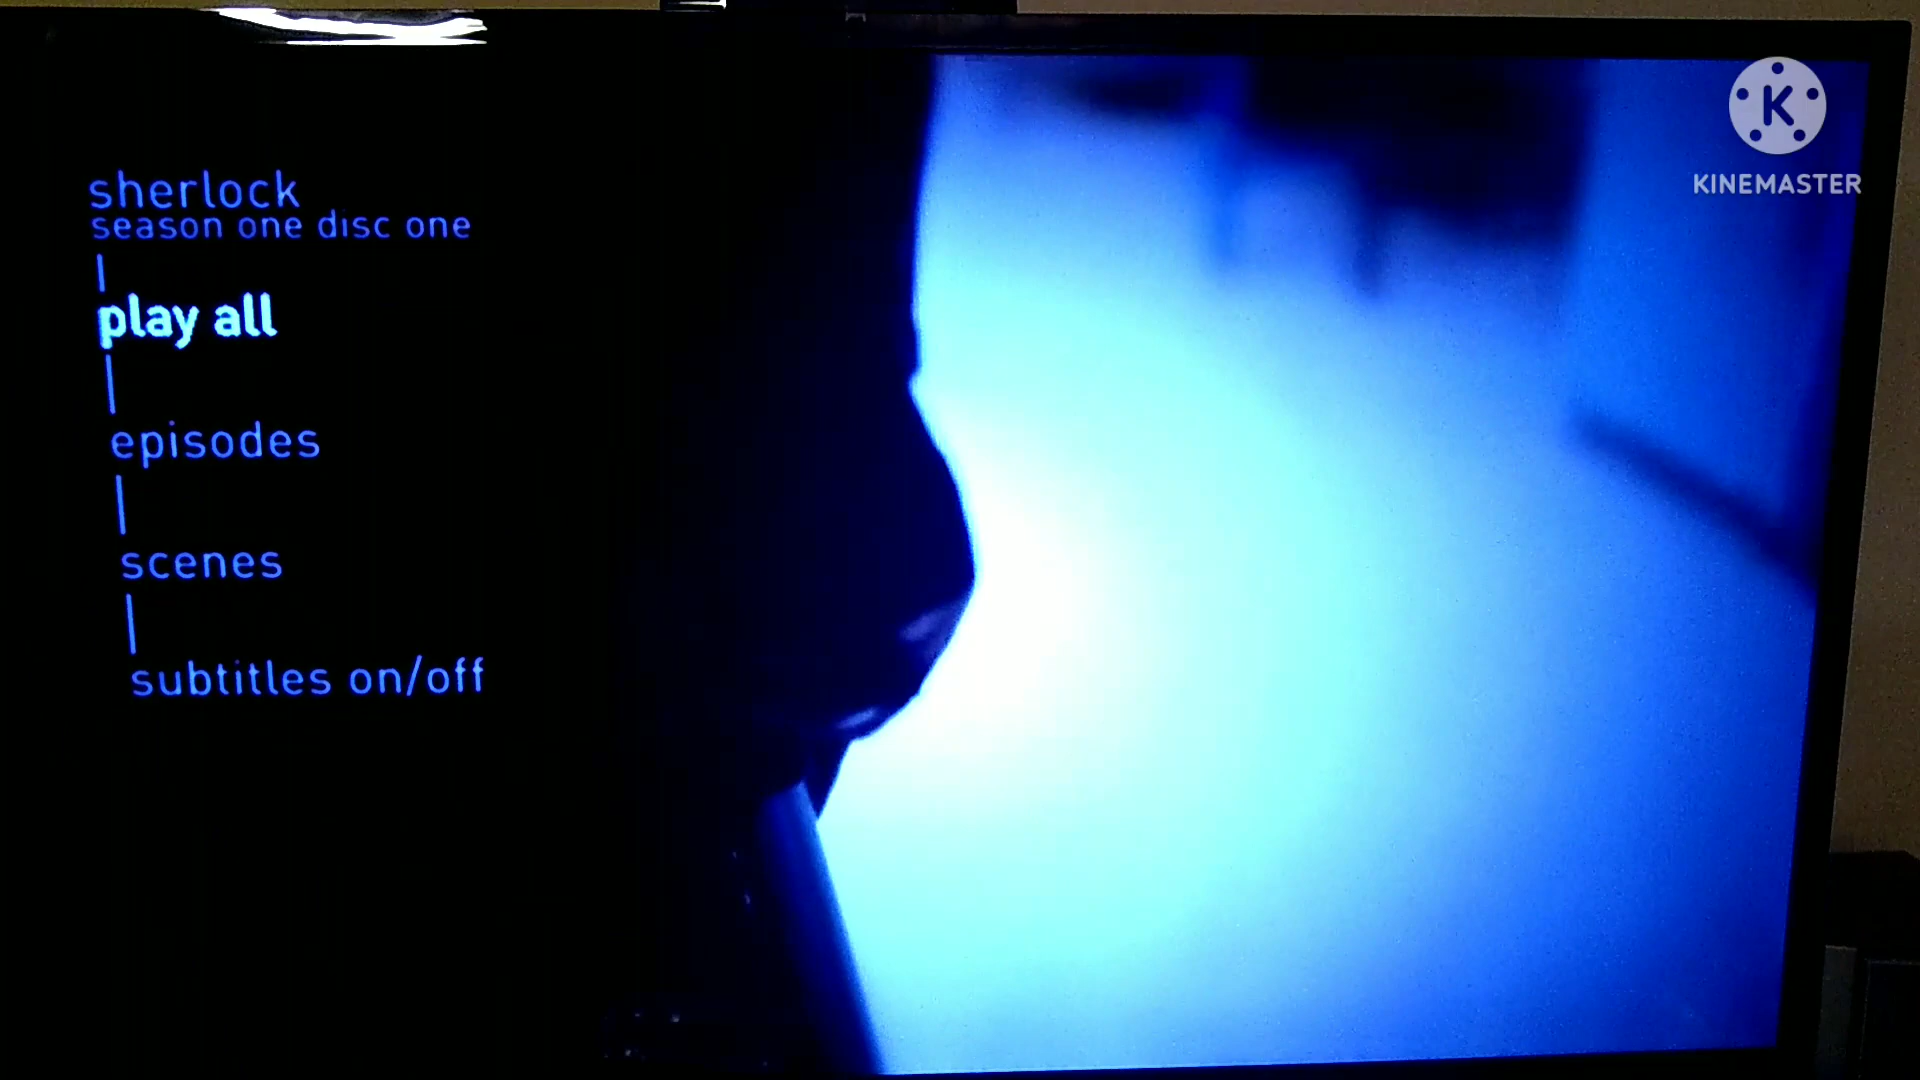 sherlock
season one disc one
play all
episodes
scenes
subtitles on/off
K
KINEMASTER